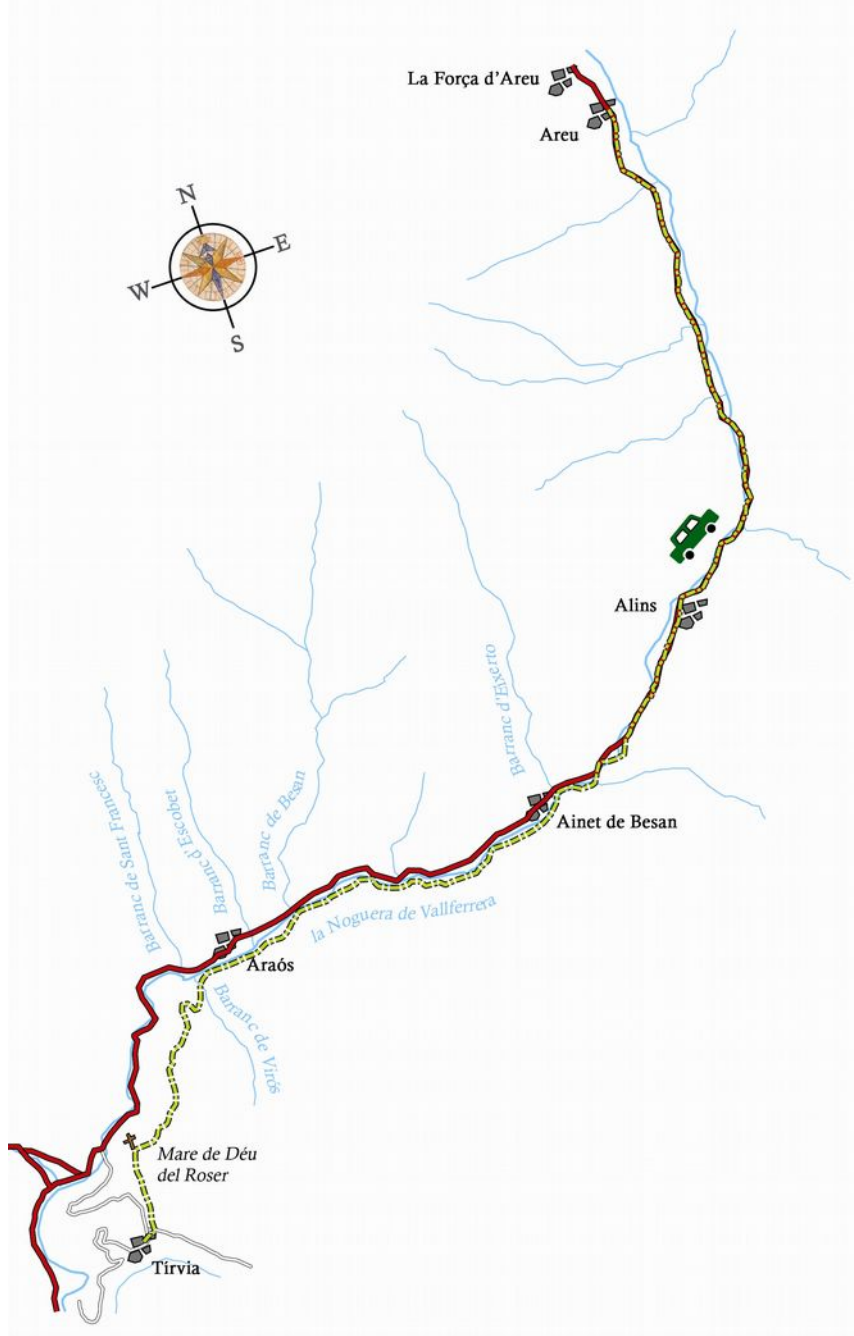 La Força d'Areu
Areu
N
E
W
S
Alins
Barranc d'Eixerto
Ainet de Besan
Barranc de Sant Francesc
Barranc d'Escobet
Barranc de Besan
la Noguera de Vallferrera
Araós
Barranc de Virós
Mare de Déu
del Roser
Tírvia